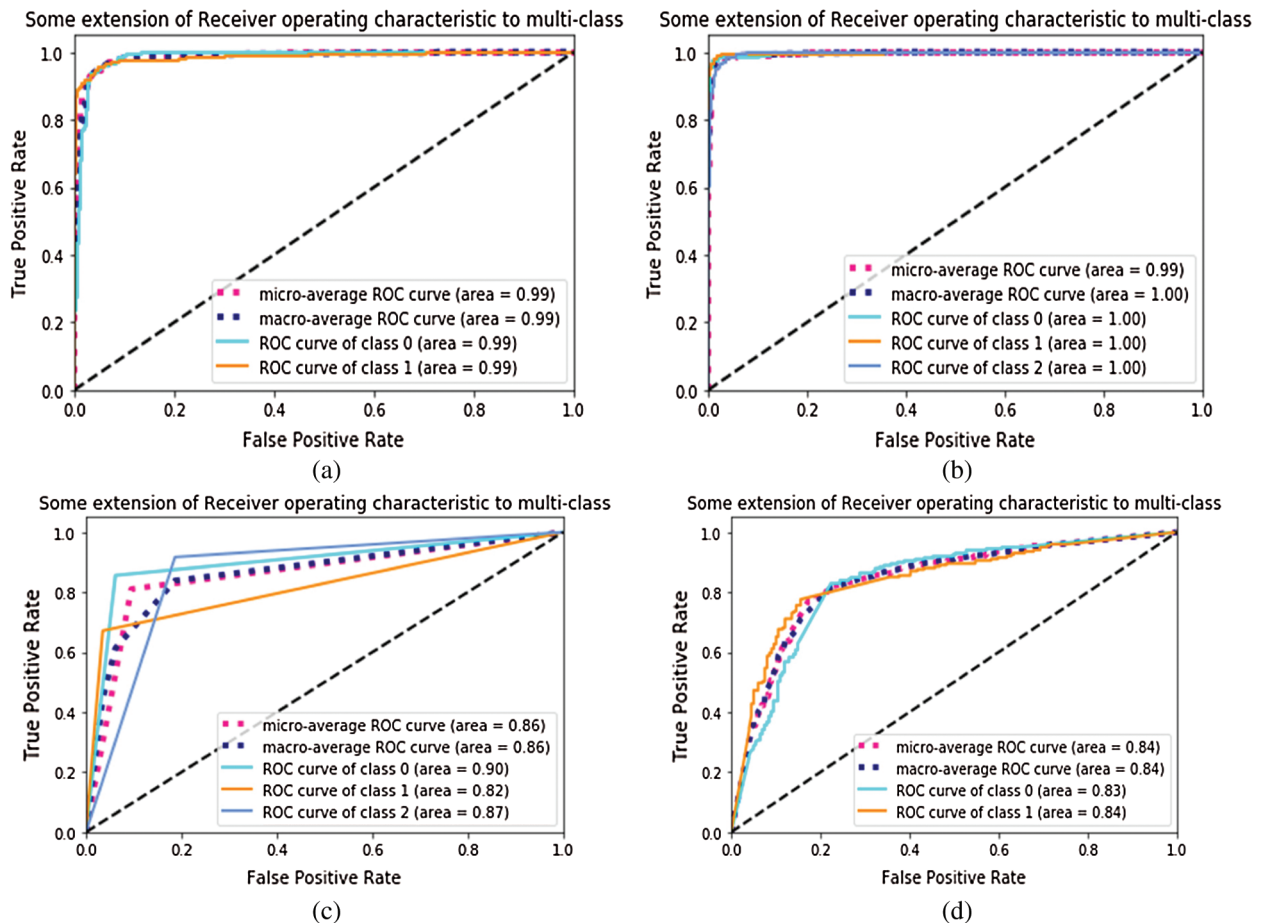 Some extension of Receiver operating characteristic to multi-class
True Positive Rate
1.0
0.8
0.6
0.4
0.2
0.0
micro-average ROC curve (area = 0.99)
macro-average ROC curve (area = 0.99)
ROC curve of class 0 (area = 0.99)
ROC curve of class 1 (area = 0.99)
0.0 0.2 0.4 0.6 0.8 1.0
False Positive Rate
(a)
Some extension of Receiver operating characteristic to multi-class
True Positive Rate
1.0
0.8
0.6
0.4
0.2
0.0
micro-average ROC curve (area = 0.99)
macro-average ROC curve (area = 1.00)
ROC curve of class 0 (area = 1.00)
ROC curve of class 1 (area = 1.00)
ROC curve of class 2 (area = 1.00)
0.0 0.2 0.4 0.6 0.8 1.0
False Positive Rate
(b)
Some extension of Receiver operating characteristic to multi-class
True Positive Rate
1.0
0.8
0.6
0.4
0.2
0.0
micro-average ROC curve (area = 0.86)
macro-average ROC curve (area = 0.86)
ROC curve of class 0 (area = 0.90)
ROC curve of class 1 (area = 0.82)
ROC curve of class 2 (area = 0.87)
0.0 0.2 0.4 0.6 0.8 1.0
False Positive Rate
(c)
Some extension of Receiver operating characteristic to multi-class
True Positive Rate
1.0
0.8
0.6
0.4
0.2
0.0
micro-average ROC curve (area = 0.84)
macro-average ROC curve (area = 0.84)
ROC curve of class 0 (area = 0.83)
ROC curve of class 1 (area = 0.84)
0.0 0.2 0.4 0.6 0.8 1.0
False Positive Rate
(d)